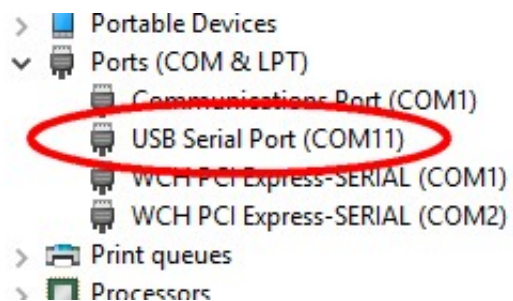 Portable Devices
Ports (COM & LPT)
Communications Port (COM1)
USB Serial Port (COM11)
WCH PCI Express-SERIAL (COM1)
WCH PCI Express-SERIAL (COM2)
Print queues
Processors